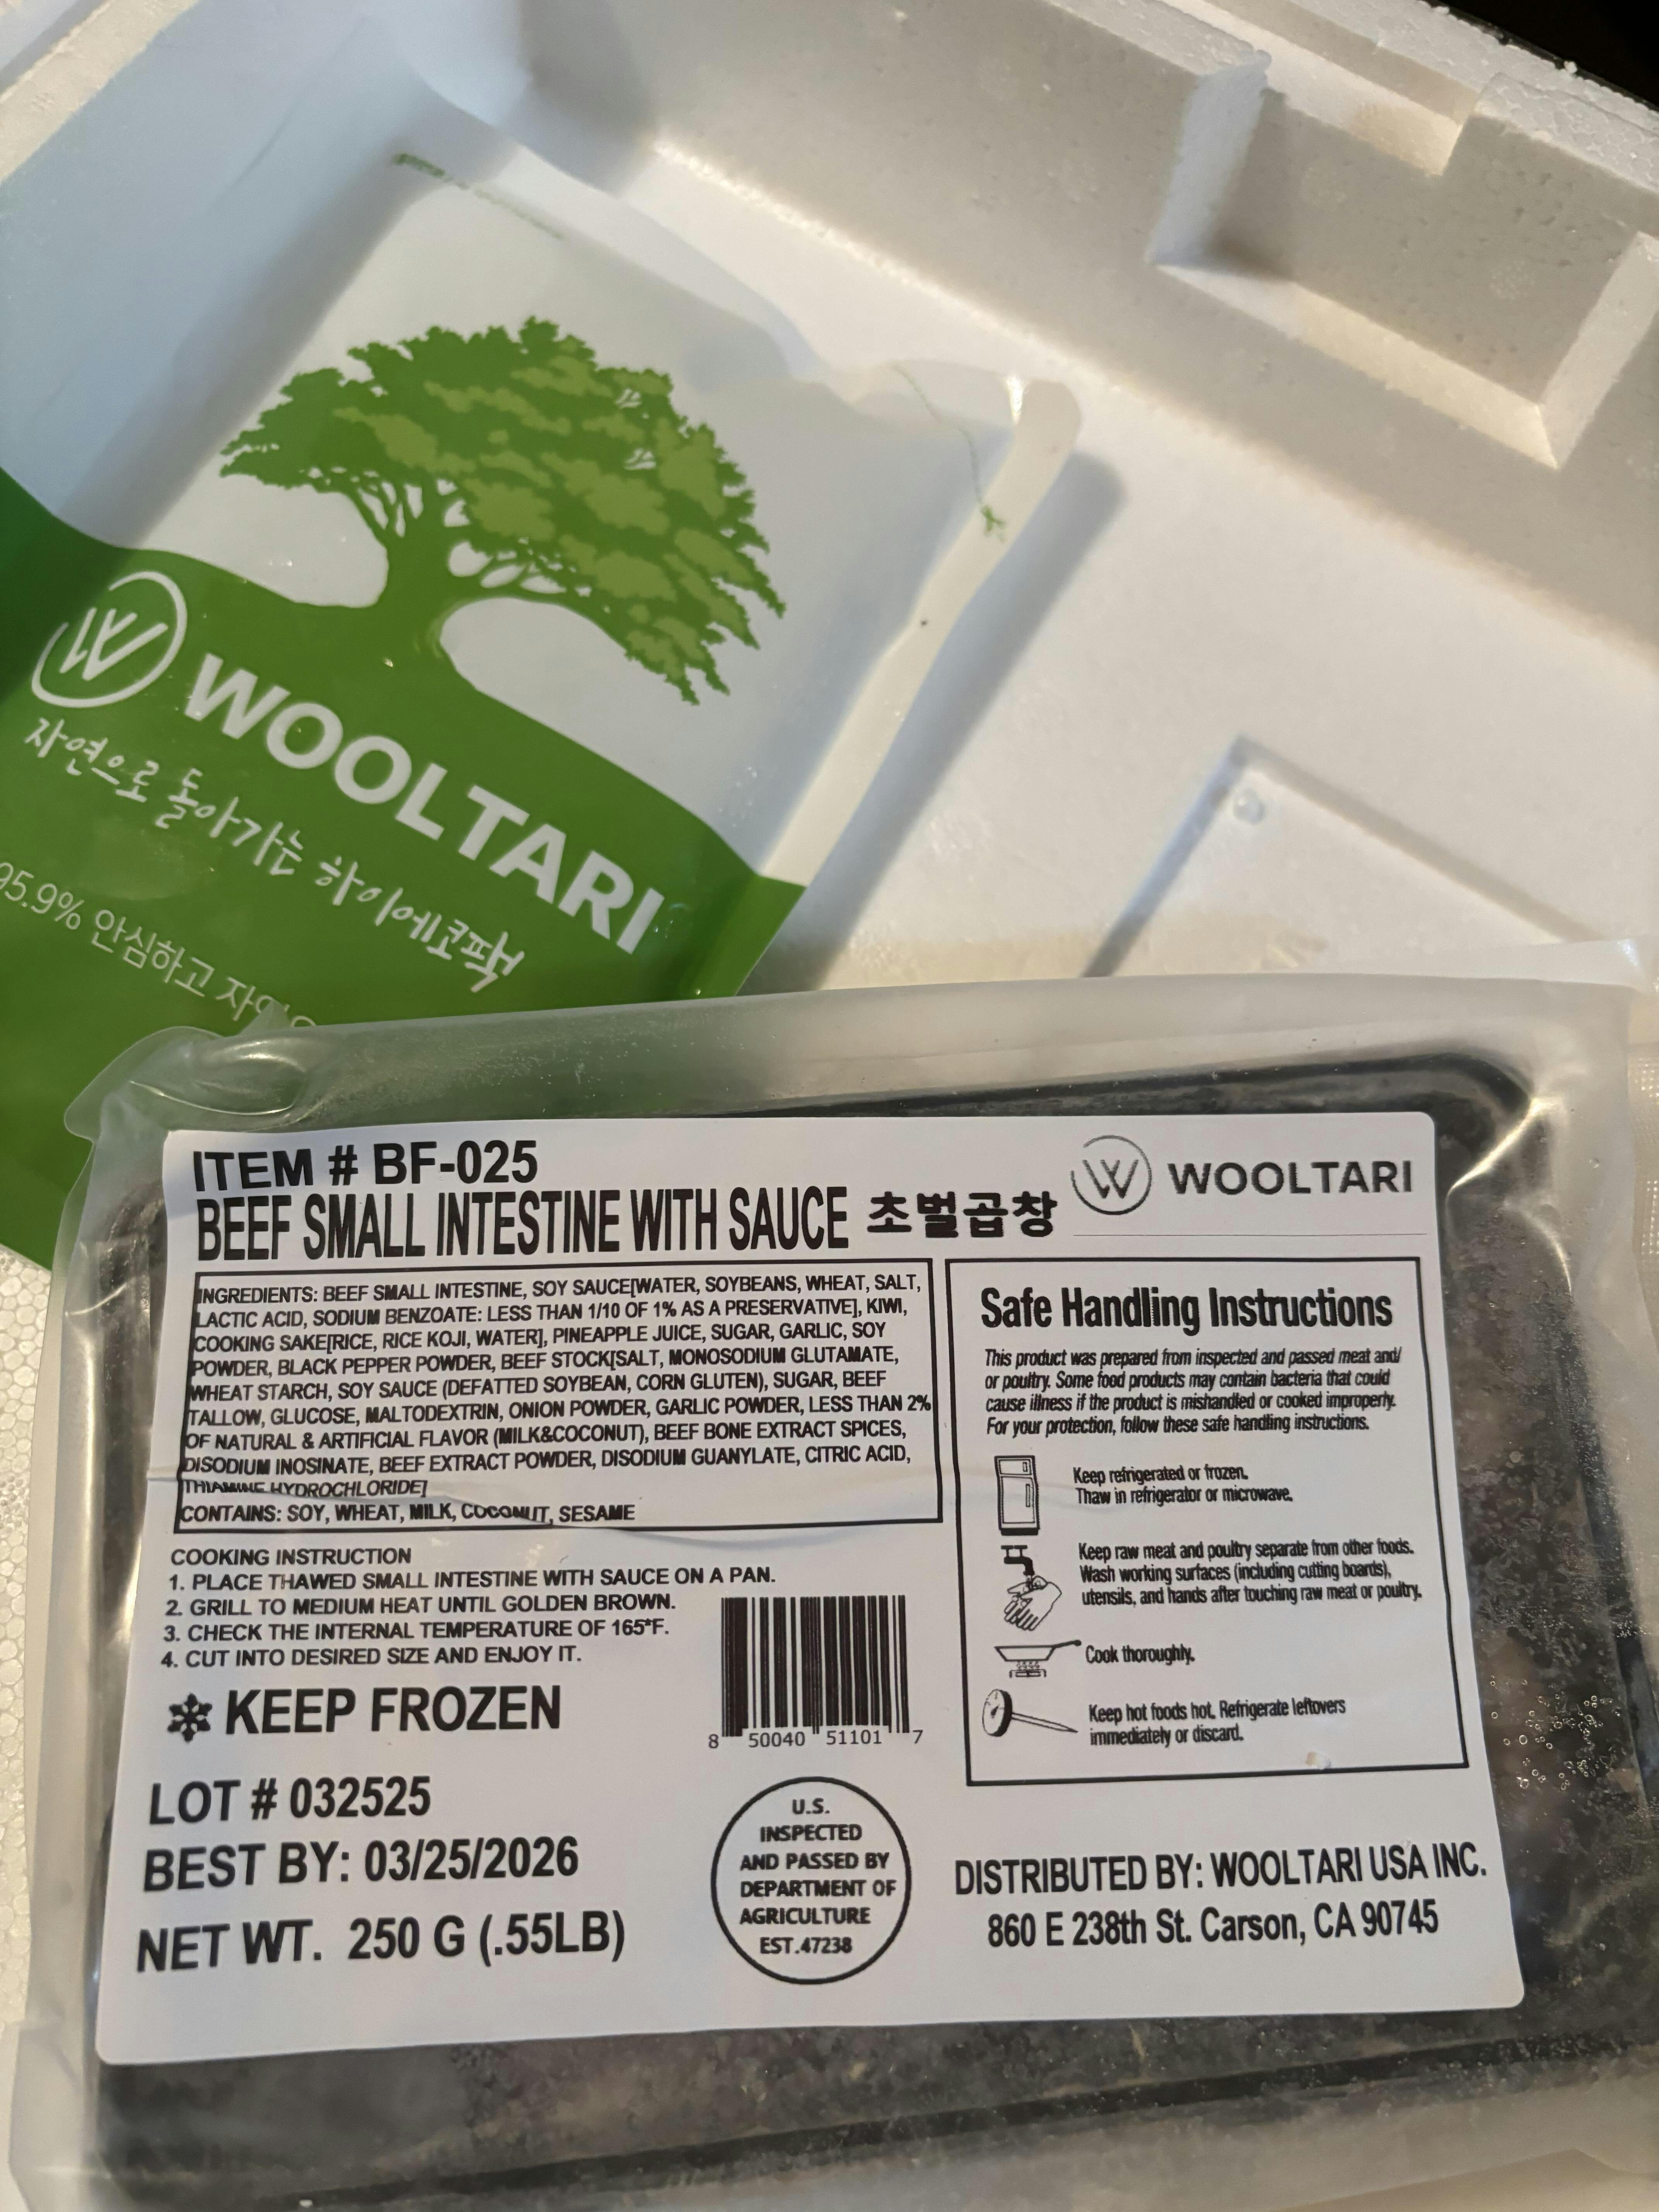 WOOLTARI
자연으로 돌아가는 하이에코팩
95.9% 안심하고
ITEM # BF-025
BEEF SMALL INTESTINE WITH SAUCE 초벌곱창
WOOLTARI
INGREDIENTS: BEEF SMALL INTESTINE, SOY SAUCE[WATER, SOYBEANS, WHEAT, SALT,
LACTIC ACID, SODIUM BENZOATE: LESS THAN 1/10 OF 1% AS A PRESERVATIVE], KIWI,
COOKING SAKE[RICE, RICE KOJI, WATER], PINEAPPLE JUICE, SUGAR, GARLIC, SOY
POWDER, BLACK PEPPER POWDER, BEEF STOCK[SALT, MONOSODIUM GLUTAMATE,
WHEAT STARCH, SOY SAUCE (DEFATTED SOYBEAN, CORN GLUTEN), SUGAR, BEEF
TALLOW, GLUCOSE, MALTODEXTRIN, ONION POWDER, GARLIC POWDER, LESS THAN 2%
OF NATURAL & ARTIFICIAL FLAVOR (MILK&COCONUT), BEEF BONE EXTRACT SPICES,
DISODIUM INOSINATE, BEEF EXTRACT POWDER, DISODIUM GUANYLATE, CITRIC ACID,
THIAMINE HYDROCHLORIDE]
CONTAINS: SOY, WHEAT, MILK, COCONUT, SESAME
COOKING INSTRUCTION
1. PLACE THAWED SMALL INTESTINE WITH SAUCE ON A PAN.
2. GRILL TO MEDIUM HEAT UNTIL GOLDEN BROWN.
3. CHECK THE INTERNAL TEMPERATURE OF 165°F.
4. CUT INTO DESIRED SIZE AND ENJOY IT.
KEEP FROZEN
8 50040 51101 7
LOT # 032525
BEST BY: 03/25/2026
NET WT. 250 G (.55LB)
U.S.
INSPECTED
AND PASSED BY
DEPARTMENT OF
AGRICULTURE
EST.47238
Safe Handling Instructions
This product was prepared from inspected and passed meat and/
or poultry. Some food products may contain bacteria that could
cause illness if the product is mishandled or cooked improperly.
For your protection, follow these safe handling instructions.
Keep refrigerated or frozen.
Thaw in refrigerator or microwave.
Keep raw meat and poultry separate from other foods.
Wash working surfaces (including cutting boards),
utensils, and hands after touching raw meat or poultry.
Cook thoroughly.
Keep hot foods hot. Refrigerate leftovers
immediately or discard.
DISTRIBUTED BY: WOOLTARI USA INC.
860 E 238th St. Carson, CA 90745